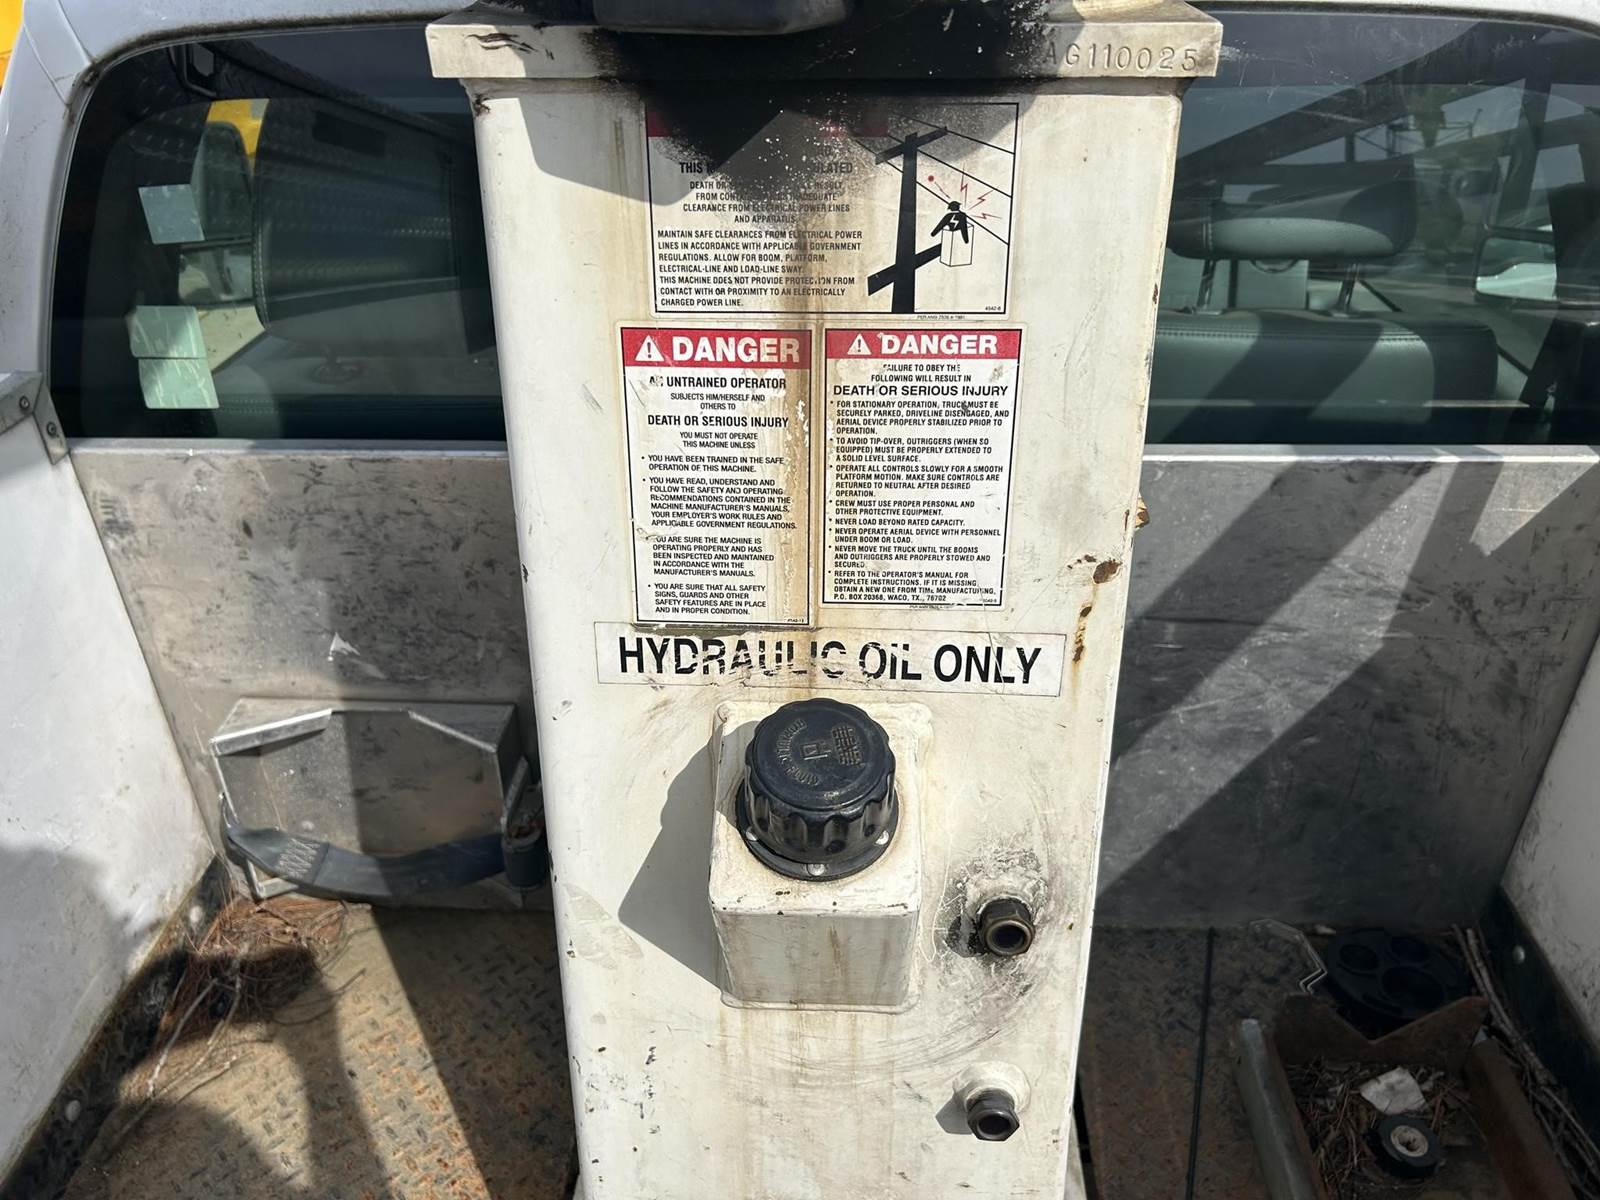 AG110025
THIS
DEATH OR RESULT
FROM
CLEARANCE FROM ELECTRICAL POWER LINES
AND APPARATUS
MAINTAIN SAFE CLEARANCES FROM ELECTRICAL POWER
LINES IN ACCORDANCE WITH APPLICABLE GOVERNMENT
REGULATIONS. ALLOW FOR BOOM, PLATFORM,
ELECTRICAL-LINE AND LOAD-LINE SWAY.
THIS MACHINE DOES NOT PROVIDE PROTECTION FROM
CONTACT WITH OR PROXIMITY TO AN ELECTRICALLY
CHARGED POWER LINE.
DANGER
AN UNTRAINED OPERATOR
SUBJECTS HIM/HERSELF AND
OTHERS TO
DEATH OR SERIOUS INJURY
YOU MUST NOT OPERATE
THIS MACHINE UNLESS
• YOU HAVE BEEN TRAINED IN THE SAFE
OPERATION OF THIS MACHINE.
• YOU HAVE READ, UNDERSTAND AND
FOLLOW THE SAFETY AND OPERATING
RECOMMENDATIONS CONTAINED IN THE
MACHINE MANUFACTURER'S MANUALS,
YOUR EMPLOYER'S WORK RULES AND
APPLICABLE GOVERNMENT REGULATIONS.
• YOU ARE SURE THE MACHINE IS
OPERATING PROPERLY AND HAS
BEEN INSPECTED AND MAINTAINED
IN ACCORDANCE WITH THE
MANUFACTURER'S MANUALS.
• YOU ARE SURE THAT ALL SAFETY
SIGNS, GUARDS AND OTHER
SAFETY FEATURES ARE IN PLACE
AND IN PROPER CONDITION.
DANGER
FAILURE TO OBEY THE
FOLLOWING WILL RESULT IN
DEATH OR SERIOUS INJURY
• FOR STATIONARY OPERATION, TRUCK MUST BE
SECURELY PARKED, DRIVELINE DISENGAGED, AND
AERIAL DEVICE PROPERLY STABILIZED PRIOR TO
OPERATION.
• TO AVOID TIP-OVER, OUTRIGGERS (WHEN SO
EQUIPPED) MUST BE PROPERLY EXTENDED TO
A SOLID LEVEL SURFACE.
• OPERATE ALL CONTROLS SLOWLY FOR A SMOOTH
PLATFORM MOTION. MAKE SURE CONTROLS ARE
RETURNED TO NEUTRAL AFTER DESIRED
OPERATION.
• CREW MUST USE PROPER PERSONAL AND
OTHER PROTECTIVE EQUIPMENT.
• NEVER LOAD BEYOND RATED CAPACITY.
• NEVER OPERATE AERIAL DEVICE WITH PERSONNEL
UNDER BOOM OR LOAD.
• NEVER MOVE THE TRUCK UNTIL THE BOOMS
AND OUTRIGGERS ARE PROPERLY STOWED AND
SECURED.
• REFER TO THE OPERATOR'S MANUAL FOR
COMPLETE INSTRUCTIONS. IF IT IS MISSING,
OBTAIN A NEW ONE FROM TIME MANUFACTURING,
P.O. BOX 20368, WACO, TX., 76702
HYDRAULIC OIL ONLY